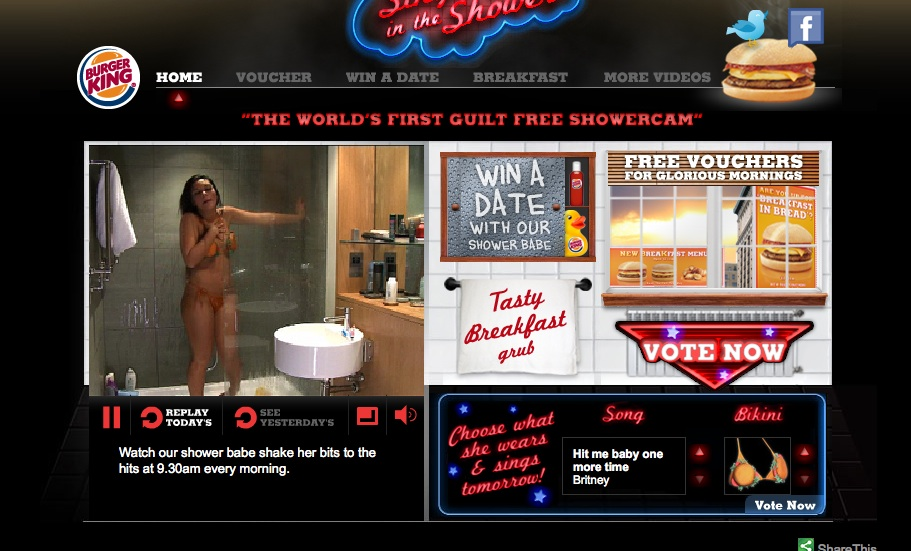 in the Shower
BURGER
KING
HOME
VOUCHER
WIN A DATE
BREAKFAST
MORE VIDEOS
"THE WORLD'S FIRST GUILT FREE SHOWERCAM"
WIN A
DATE
WITH OUR
SHOWER BABE
FREE VOUCHERS
FOR GLORIOUS MORNINGS
BREAKFAST
IN BREAD?
NEW BREAKFAST MENU
Tasty
Breakfast
grub
VOTE NOW
REPLAY
TODAY'S
SEE
YESTERDAY'S
Watch our shower babe shake her bits to the
hits at 9.30am every morning.
Choose what
she wears
& sings
tomorrow!
Song
Hit me baby one
more time
Britney
Bikini
Vote Now
ShareThis